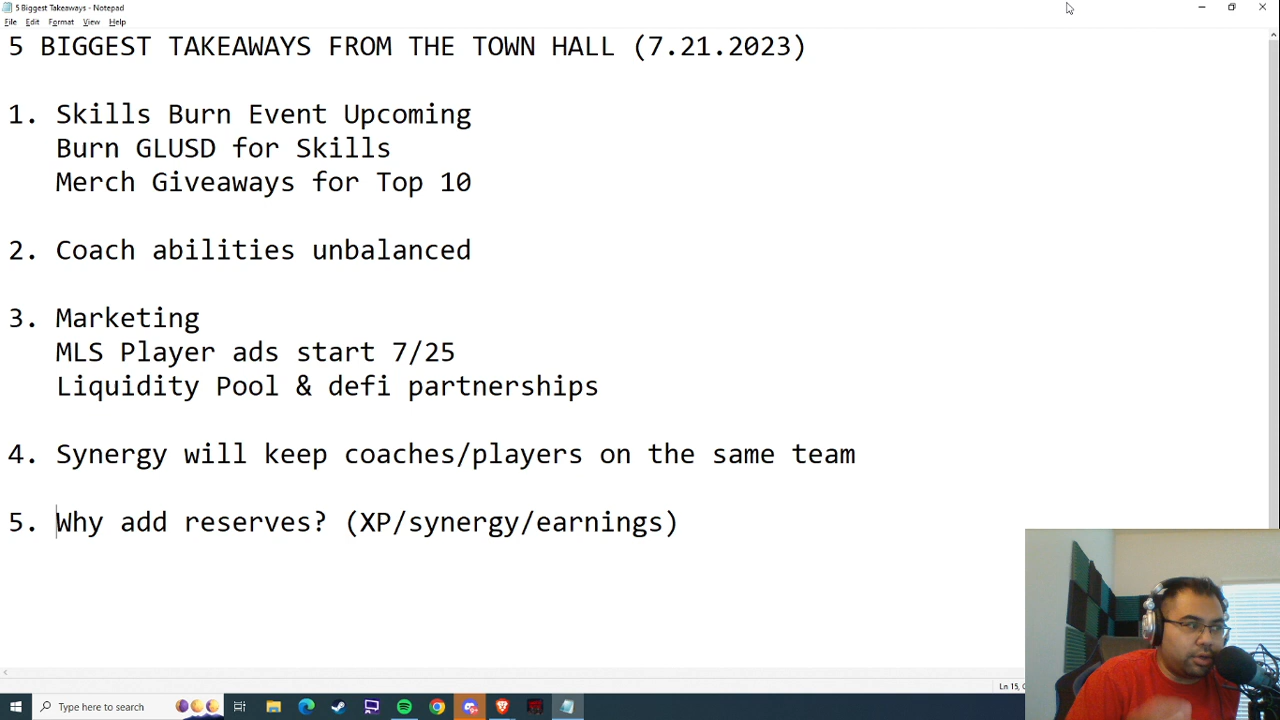 5 Biggest Takeaways - Notepad
File Edit Format View Help
5 BIGGEST TAKEAWAYS FROM THE TOWN HALL (7.21.2023)
1. Skills Burn Event Upcoming
Burn GLUSD for Skills
Merch Giveaways for Top 10
2. Coach abilities unbalanced
3. Marketing
MLS Player ads start 7/25
Liquidity Pool & defi partnerships
4. Synergy will keep coaches/players on the same team
5. Why add reserves? (XP/synergy/earnings)
Ln 15,
Type here to search